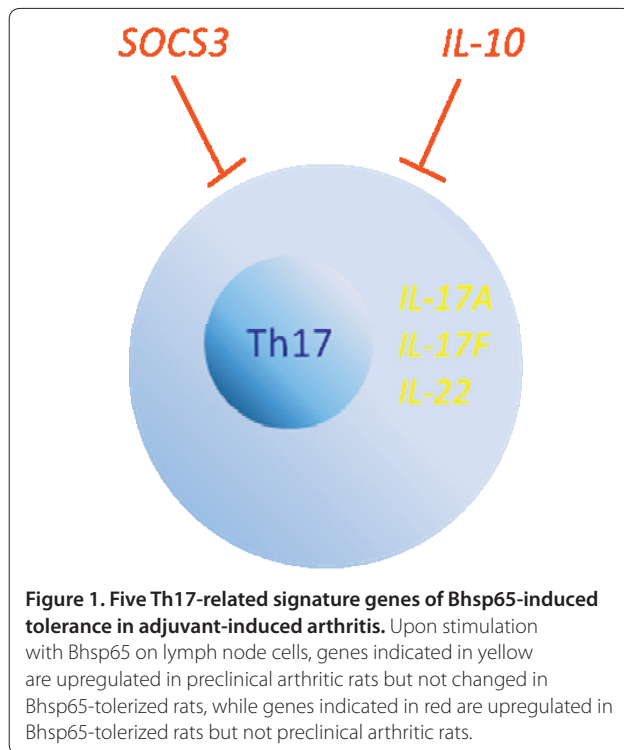 SOCS3 IL-10
IL-17A
Th17
IL-17F
IL-22
Figure 1. Five Th17-related signature genes of Bhsp65-induced
tolerance in adjuvant-induced arthritis. Upon stimulation
with Bhsp65 on lymph node cells, genes indicated in yellow
are upregulated in preclinical arthritic rats but not changed in
Bhsp65-tolerized rats, while genes indicated in red are upregulated in
Bhsp65-tolerized rats but not preclinical arthritic rats.